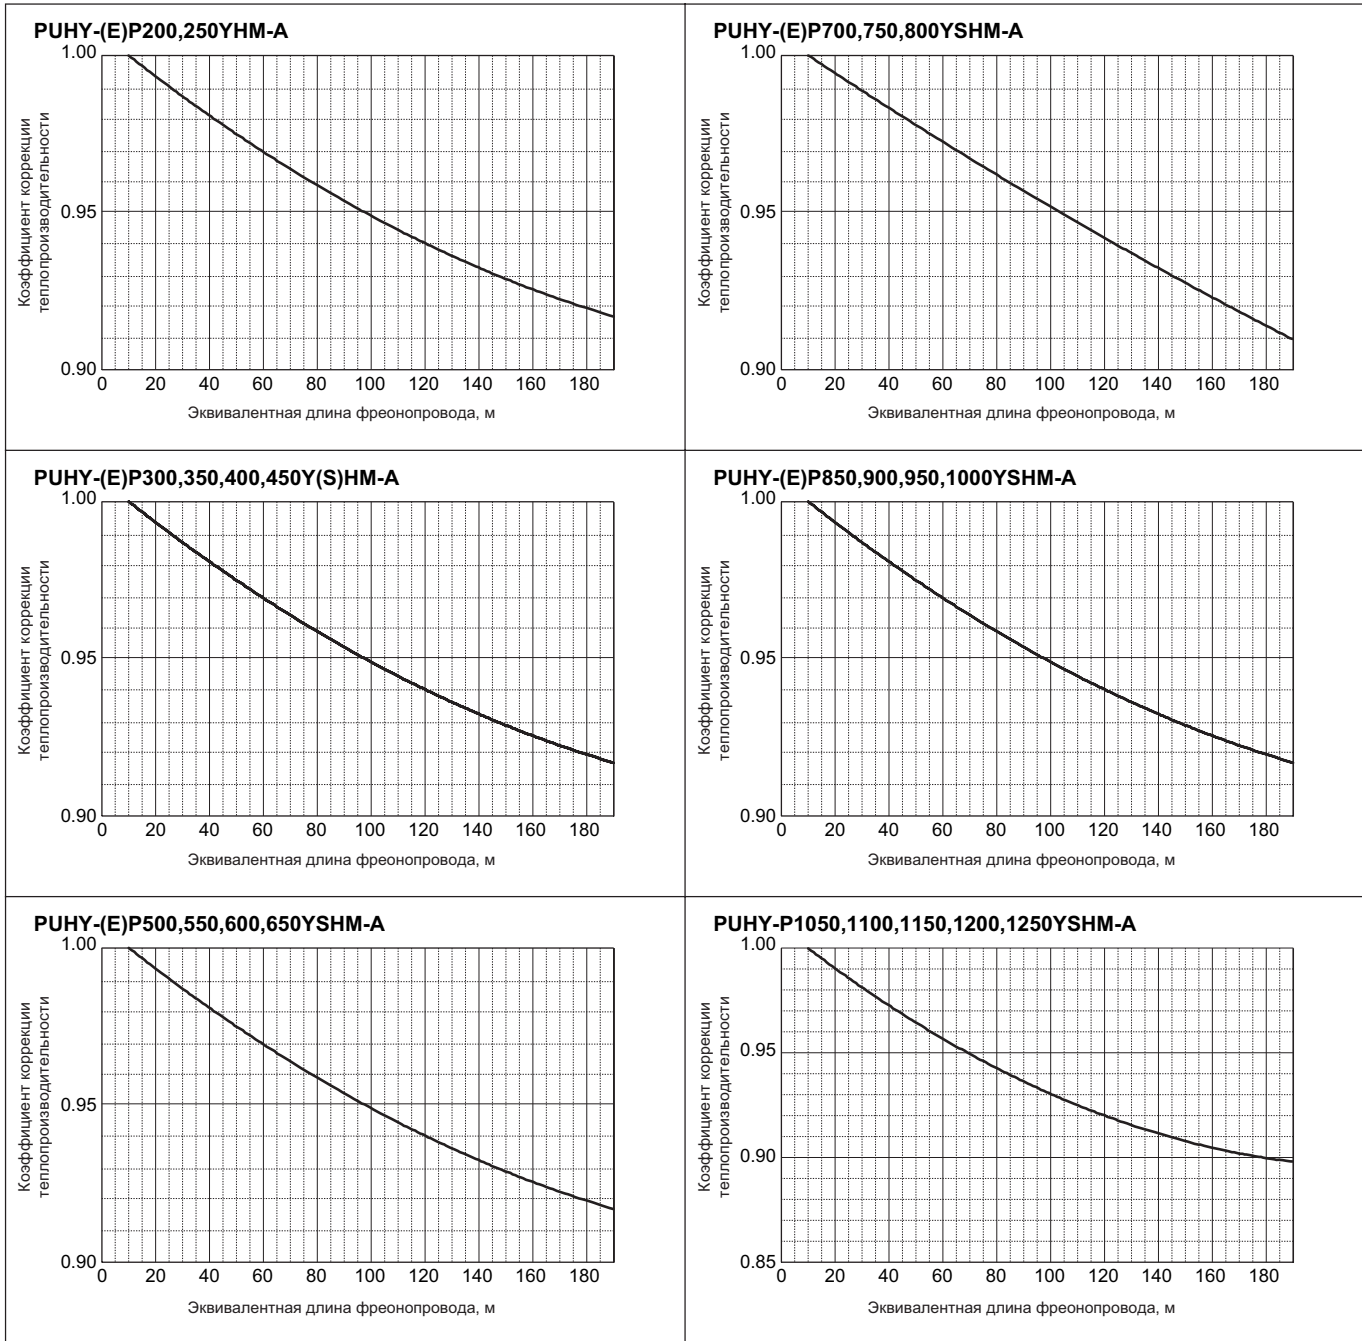 PUHY-(E)P200,250YHM-A
Коэффициент коррекции
теплопроизводительности
1.00
0.95
0.90
0 20 40 60 80 100 120 140 160 180
Эквивалентная длина фреонопровода, м
PUHY-(E)P700,750,800YSHM-A
Коэффициент коррекции
теплопроизводительности
1.00
0.95
0.90
0 20 40 60 80 100 120 140 160 180
Эквивалентная длина фреонопровода, м
PUHY-(E)P300,350,400,450Y(S)HM-A
Коэффициент коррекции
теплопроизводительности
1.00
0.95
0.90
0 20 40 60 80 100 120 140 160 180
Эквивалентная длина фреонопровода, м
PUHY-(E)P850,900,950,1000YSHM-A
Коэффициент коррекции
теплопроизводительности
1.00
0.95
0.90
0 20 40 60 80 100 120 140 160 180
Эквивалентная длина фреонопровода, м
PUHY-(E)P500,550,600,650YSHM-A
Коэффициент коррекции
теплопроизводительности
1.00
0.95
0.90
0 20 40 60 80 100 120 140 160 180
Эквивалентная длина фреонопровода, м
PUHY-P1050,1100,1150,1200,1250YSHM-A
Коэффициент коррекции
теплопроизводительности
1.00
0.95
0.90
0.85
0 20 40 60 80 100 120 140 160 180
Эквивалентная длина фреонопровода, м